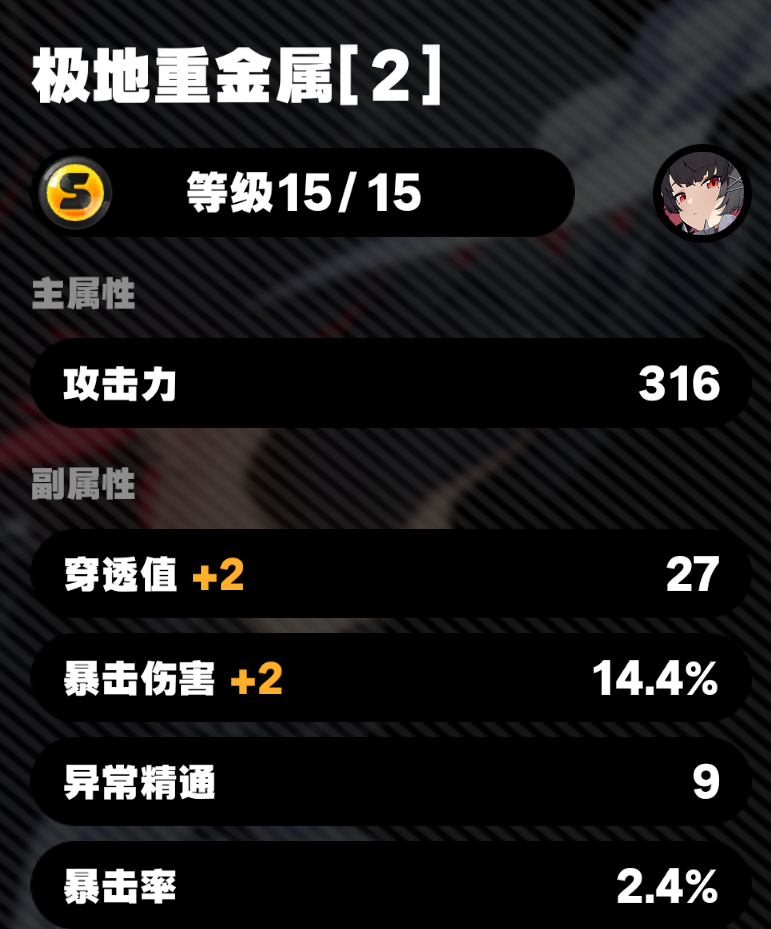 极地重金属[2]
S 等级15/15
主属性
攻击力 316
副属性
穿透值 +2 27
暴击伤害 +2 14.4%
异常精通 9
暴击率 2.4%